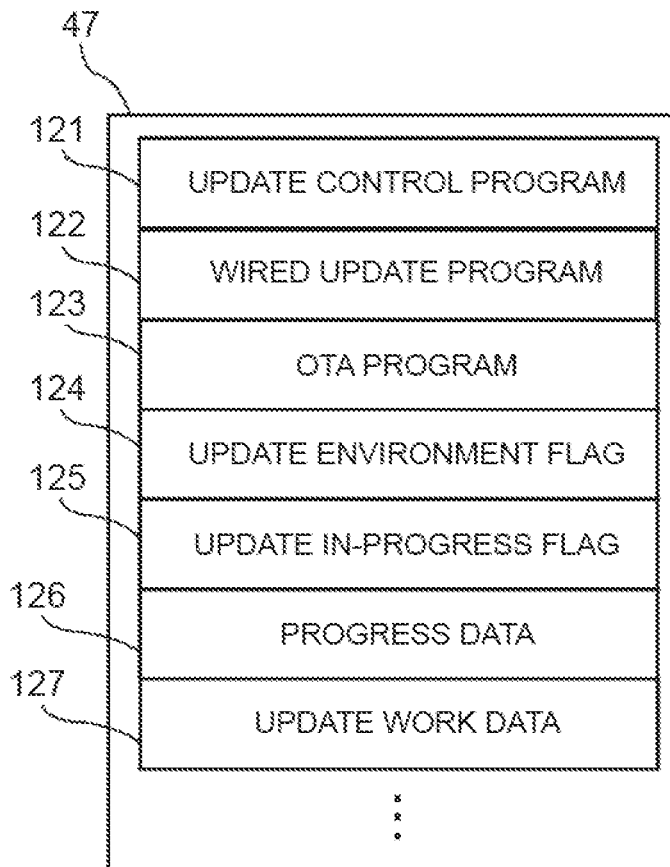 47
121
UPDATE CONTROL PROGRAM
122
WIRED UPDATE PROGRAM
123
OTA PROGRAM
124
UPDATE ENVIRONMENT FLAG
125
UPDATE IN-PROGRESS FLAG
126
PROGRESS DATA
127
UPDATE WORK DATA